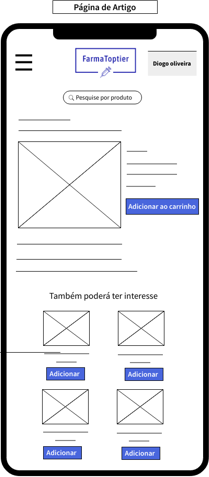 Página de Artigo
FarmaToptier
Diogo oliveira
Pesquise por produto
Adicionar ao carrinho
Também poderá ter interesse
Adicionar
Adicionar
Adicionar
Adicionar